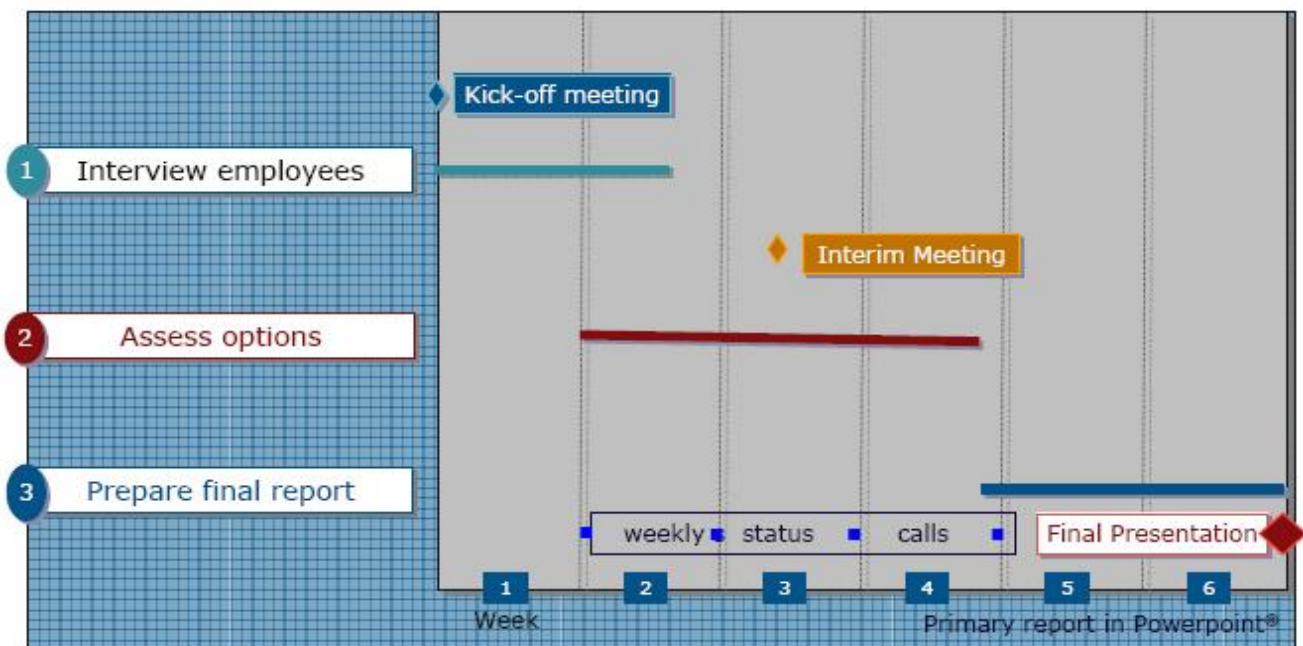 Kick-off meeting
1 Interview employees
Interim Meeting
2 Assess options
3 Prepare final report
weekly status calls
Final Presentation
1 2 3 4 5 6
Week
Primary report in Powerpoint®